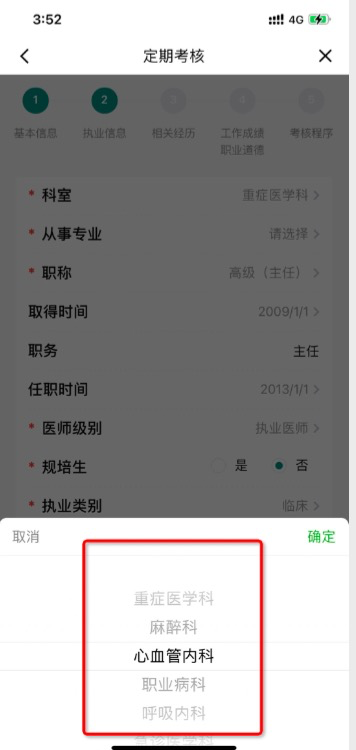 3:52
4G
定期考核
1
2
3
4
5
基本信息
执业信息
相关经历
工作成绩
职业道德
考核程序
* 科室 重症医学科
* 从事专业 请选择
* 职称 高级（主任）
取得时间 2009/1/1
职务 主任
任职时间 2013/1/1
* 医师级别 执业医师
* 规培生 是 否
* 执业类别 临床
取消 确定
重症医学科
麻醉科
心血管内科
职业病科
呼吸内科
急诊医学科